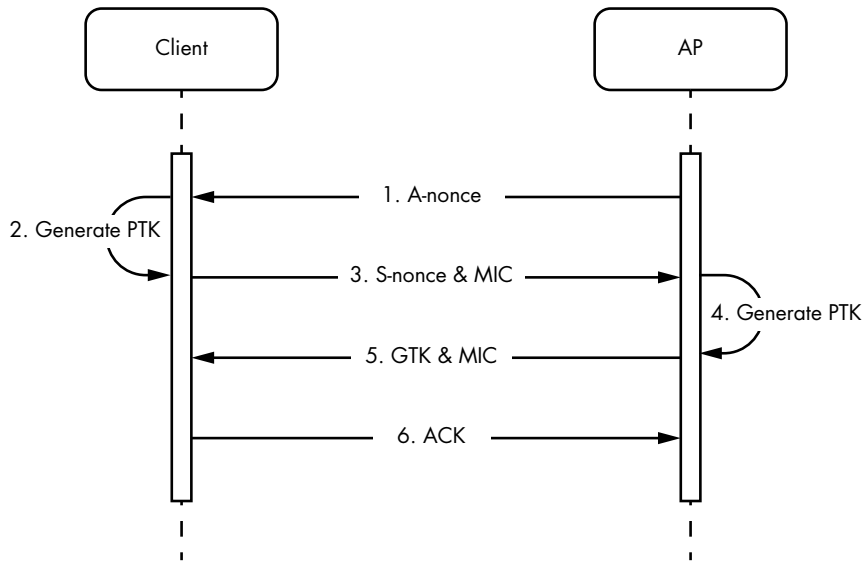 Client
AP
1. A-nonce
2. Generate PTK
3. S-nonce & MIC
4. Generate PTK
5. GTK & MIC
6. ACK